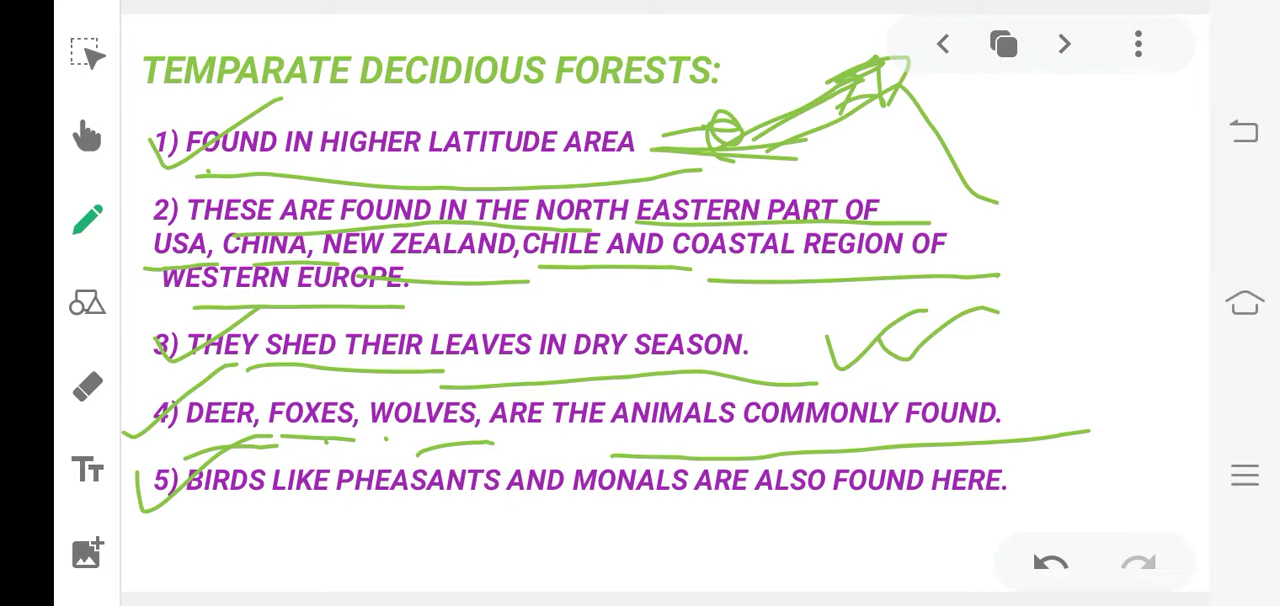 TEMPARATE DECIDIOUS FORESTS:
1) FOUND IN HIGHER LATITUDE AREA
2) THESE ARE FOUND IN THE NORTH EASTERN PART OF
USA, CHINA, NEW ZEALAND,CHILE AND COASTAL REGION OF
WESTERN EUROPE.
3) THEY SHED THEIR LEAVES IN DRY SEASON.
4) DEER, FOXES, WOLVES, ARE THE ANIMALS COMMONLY FOUND.
5) BIRDS LIKE PHEASANTS AND MONALS ARE ALSO FOUND HERE.
TT